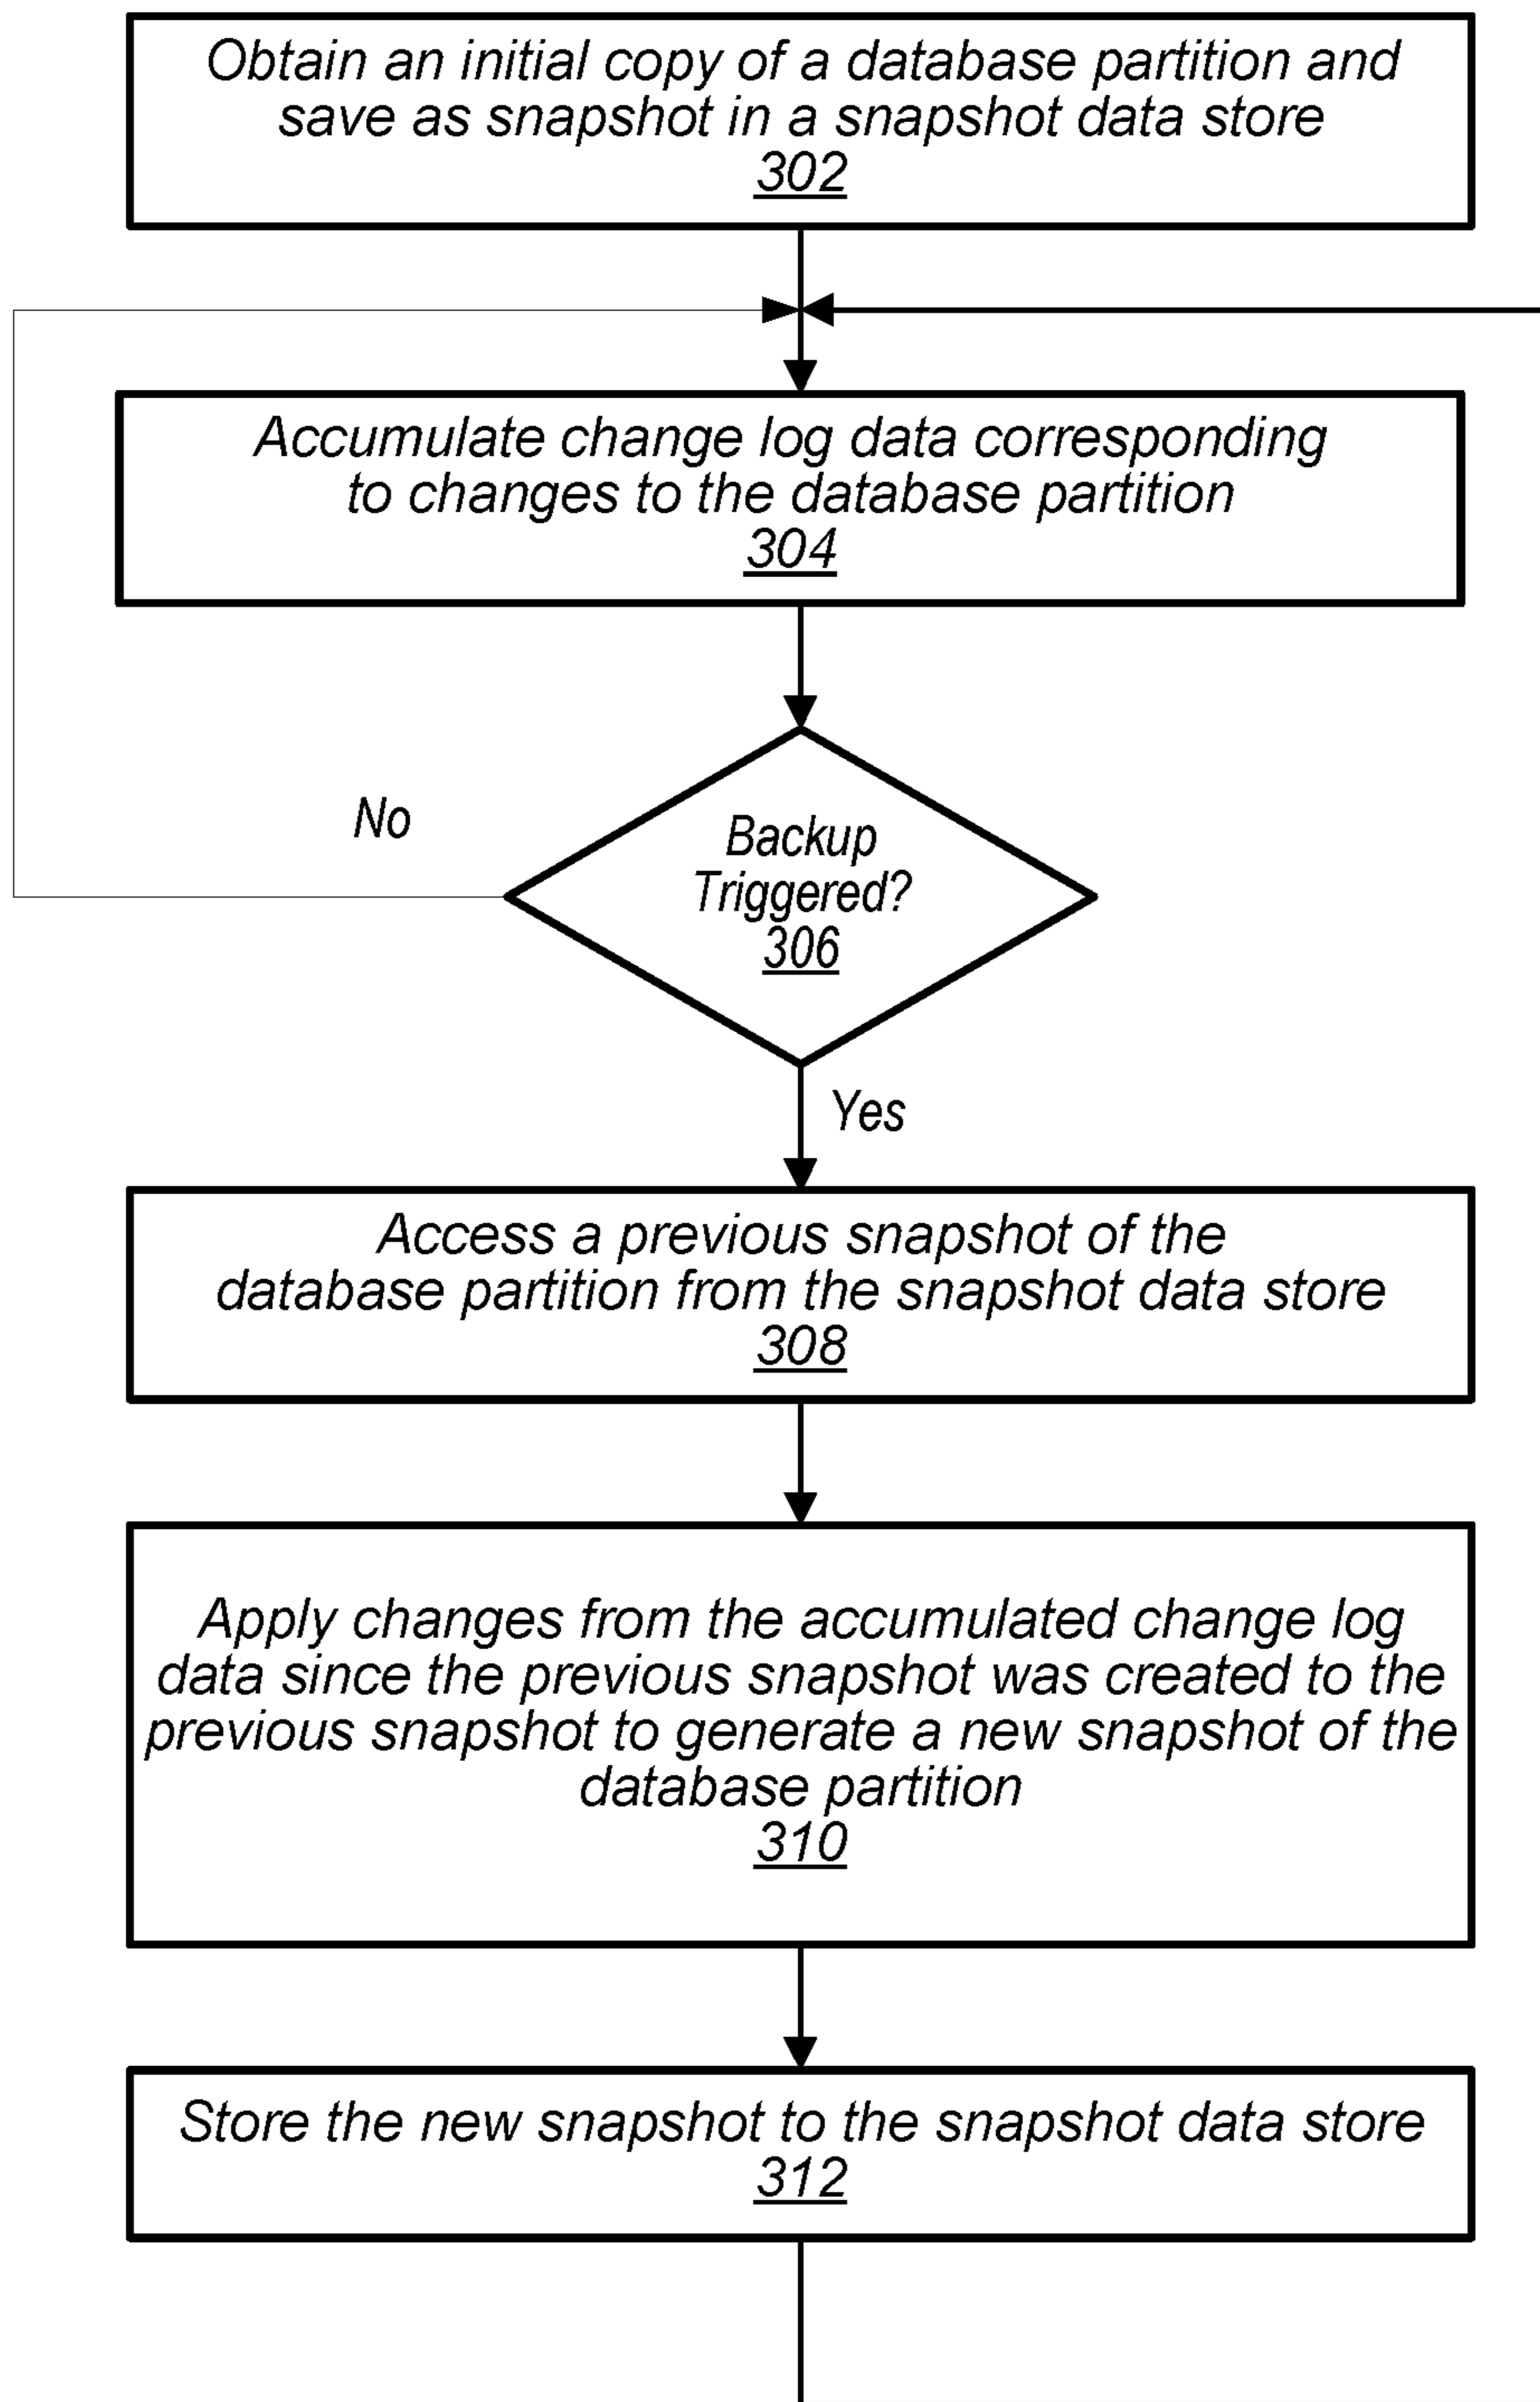 Obtain an initial copy of a database partition and
save as snapshot in a snapshot data store
302
Accumulate change log data corresponding
to changes to the database partition
304
No
Backup
Triggered?
306
Yes
Access a previous snapshot of the
database partition from the snapshot data store
308
Apply changes from the accumulated change log
data since the previous snapshot was created to the
previous snapshot to generate a new snapshot of the
database partition
310
Store the new snapshot to the snapshot data store
312